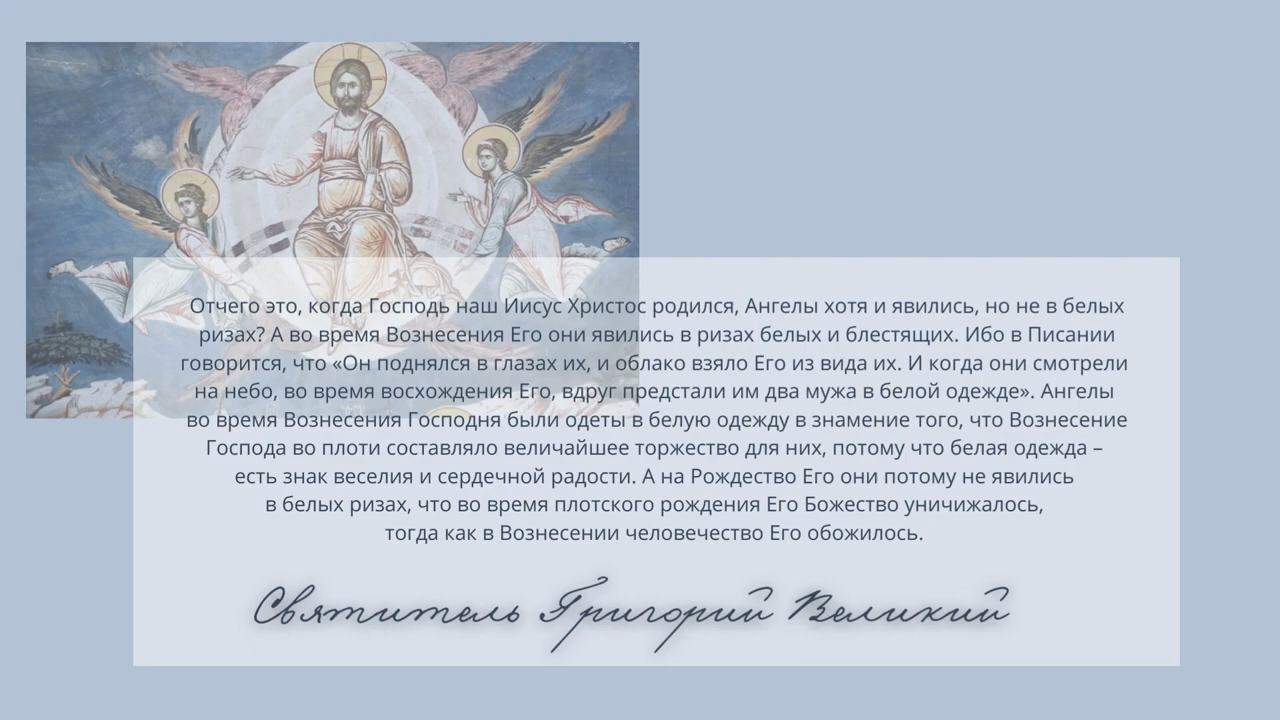 Отчего это, когда Господь наш Иисус Христос родился, Ангелы хотя и явились, но не в белых
ризах? А во время Вознесения Его они явились в ризах белых и блестящих. Ибо в Писании
говорится, что «Он поднялся в глазах их, и облако взяло Его из вида их. И когда они смотрели
на небо, во время восхождения Его, вдруг предстали им два мужа в белой одежде». Ангелы
во время Вознесения Господня были одеты в белую одежду в знамение того, что Вознесение
Господа во плоти составляло величайшее торжество для них, потому что белая одежда –
есть знак веселия и сердечной радости. А на Рождество Его они потому не явились
в белых ризах, что во время плотского рождения Его Божество уничижалось,
тогда как в Вознесении человечество Его обожилось.
Святитель Григорий Великий